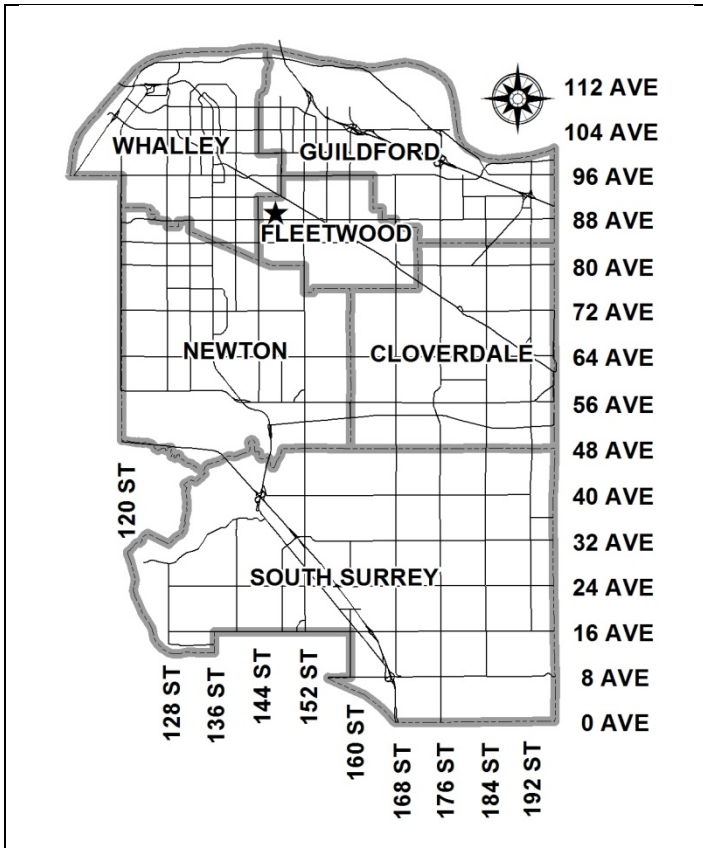 112 AVE
104 AVE
WHALLEY
GUILDFORD
96 AVE
88 AVE
FLEETWOOD
80 AVE
72 AVE
NEWTON
CLOVERDALE
64 AVE
56 AVE
48 AVE
120 ST
40 AVE
32 AVE
SOUTH SURREY
24 AVE
16 AVE
128 ST
136 ST
144 ST
152 ST
160 ST
168 ST
176 ST
184 ST
192 ST
8 AVE
0 AVE